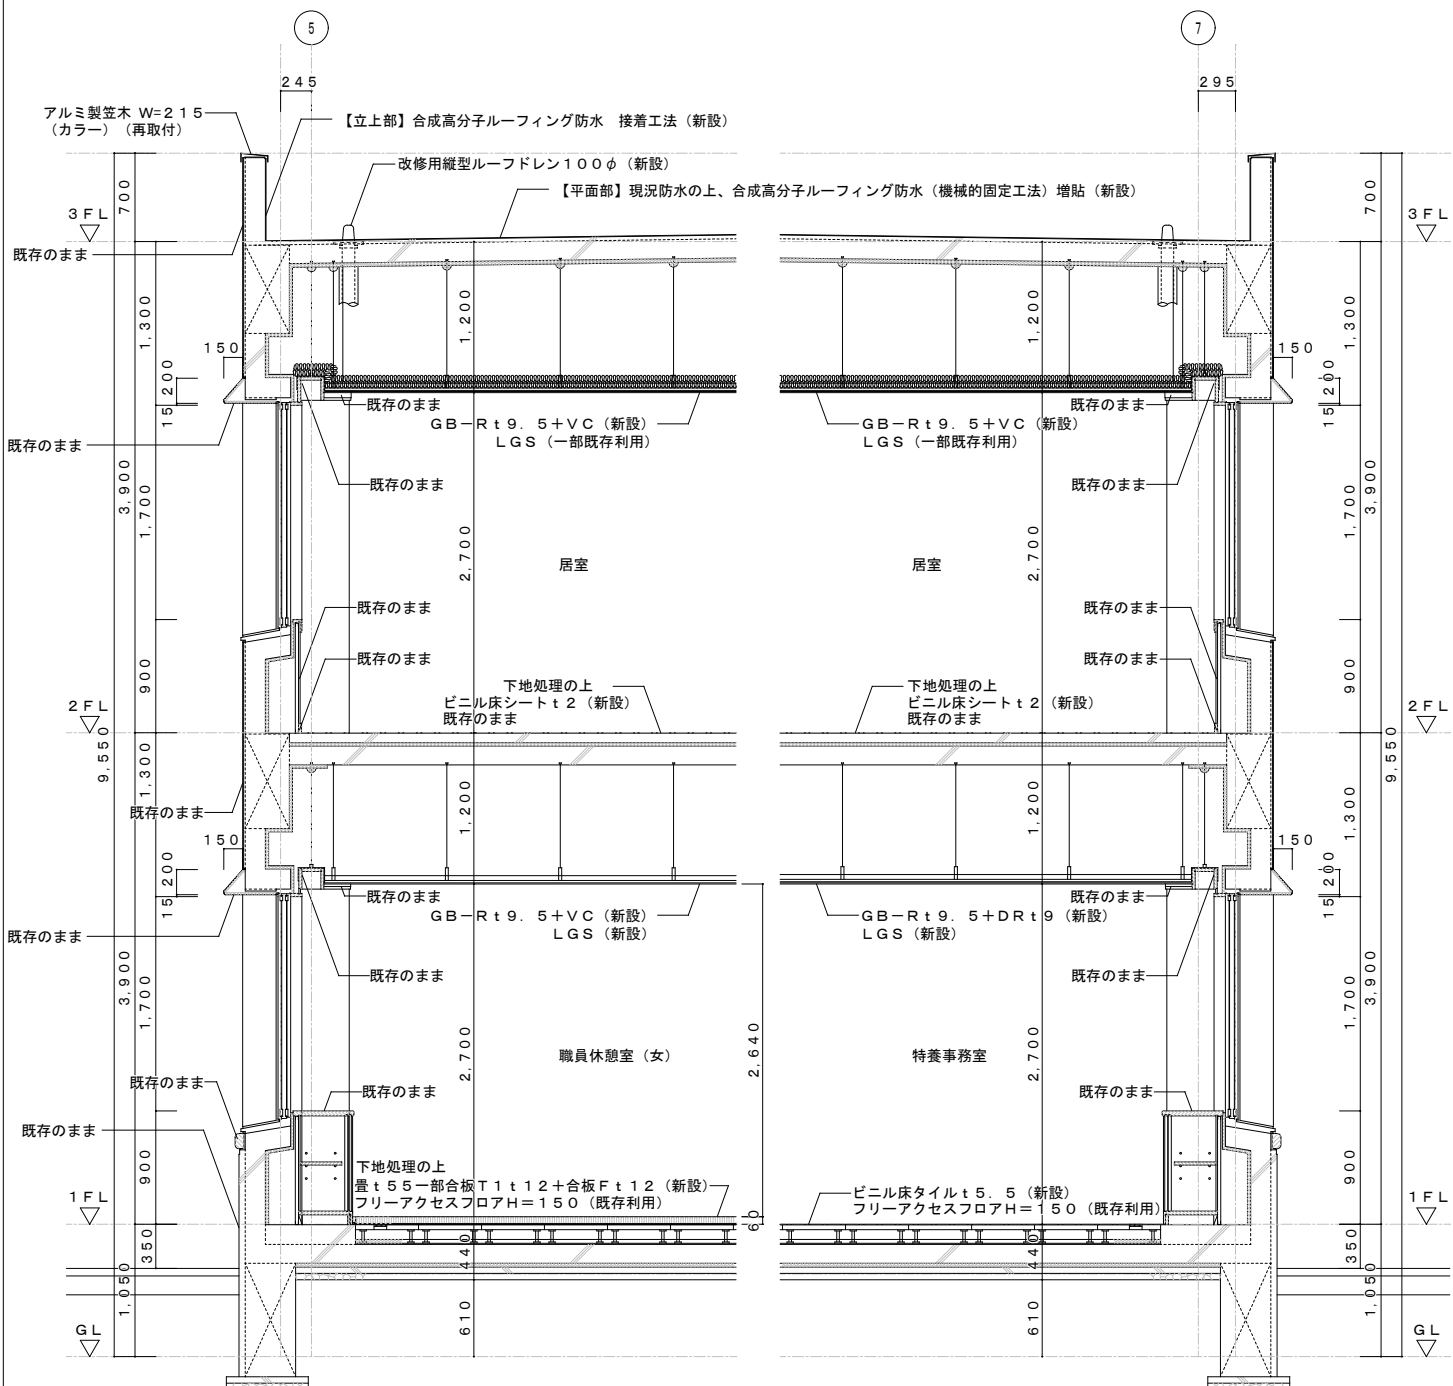 5
7
245
295
アルミ製笠木 W=215
（カラー）（再取付）
【立上部】合成高分子ルーフィング防水 接着工法（新設）
改修用縦型ルーフドレン100φ（新設）
【平面部】現況防水の上、合成高分子ルーフィング防水（機械的固定工法）増貼（新設）
700
700
3FL
3FL
既存のまま
1,300
1,200
1,200
1,300
150
150
200
200
15
15
既存のまま
既存のまま
GB－Rt9.5+VC（新設）
LGS（一部既存利用）
GB－Rt9.5+VC（新設）
LGS（一部既存利用）
既存のまま
既存のまま
既存のまま
3,900
1,700
2,700
2,700
1,700
3,900
居室
居室
既存のまま
既存のまま
既存のまま
既存のまま
900
900
下地処理の上
ビニル床シートt2（新設）
既存のまま
下地処理の上
ビニル床シートt2（新設）
既存のまま
2FL
2FL
9,550
9,550
1,300
1,200
1,200
1,300
既存のまま
150
150
200
200
15
15
既存のまま
既存のまま
GB－Rt9.5+VC（新設）
LGS（新設）
GB－Rt9.5+DRt9（新設）
LGS（新設）
既存のまま
既存のまま
既存のまま
3,900
1,700
2,700
2,640
2,700
1,700
3,900
職員休憩室（女）
特養事務室
既存のまま
既存のまま
既存のまま
既存のまま
900
900
下地処理の上
畳t55一部合板T1t12+合板Ft12（新設）
フリーアクセスフロアH=150（既存利用）
ビニル床タイルt5.5（新設）
フリーアクセスフロアH=150（既存利用）
1FL
1FL
60
350
440
440
350
1,050
1,050
610
610
GL
GL